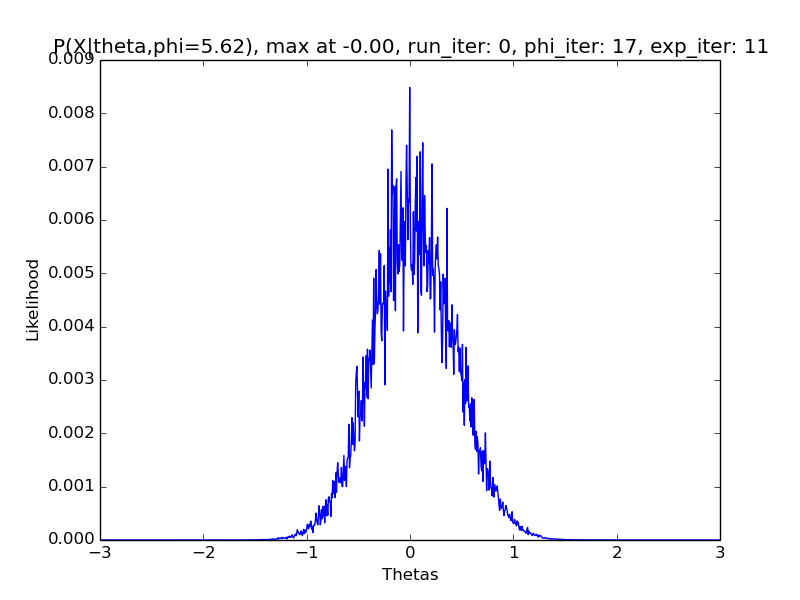 P(X|theta,phi=5.62), max at -0.00, run_iter: 0, phi_iter: 17, exp_iter: 11
0.009
0.008
0.007
0.006
0.005
0.004
0.003
0.002
0.001
0.000
Likelihood
−3 −2 −1 0 1 2 3
Thetas